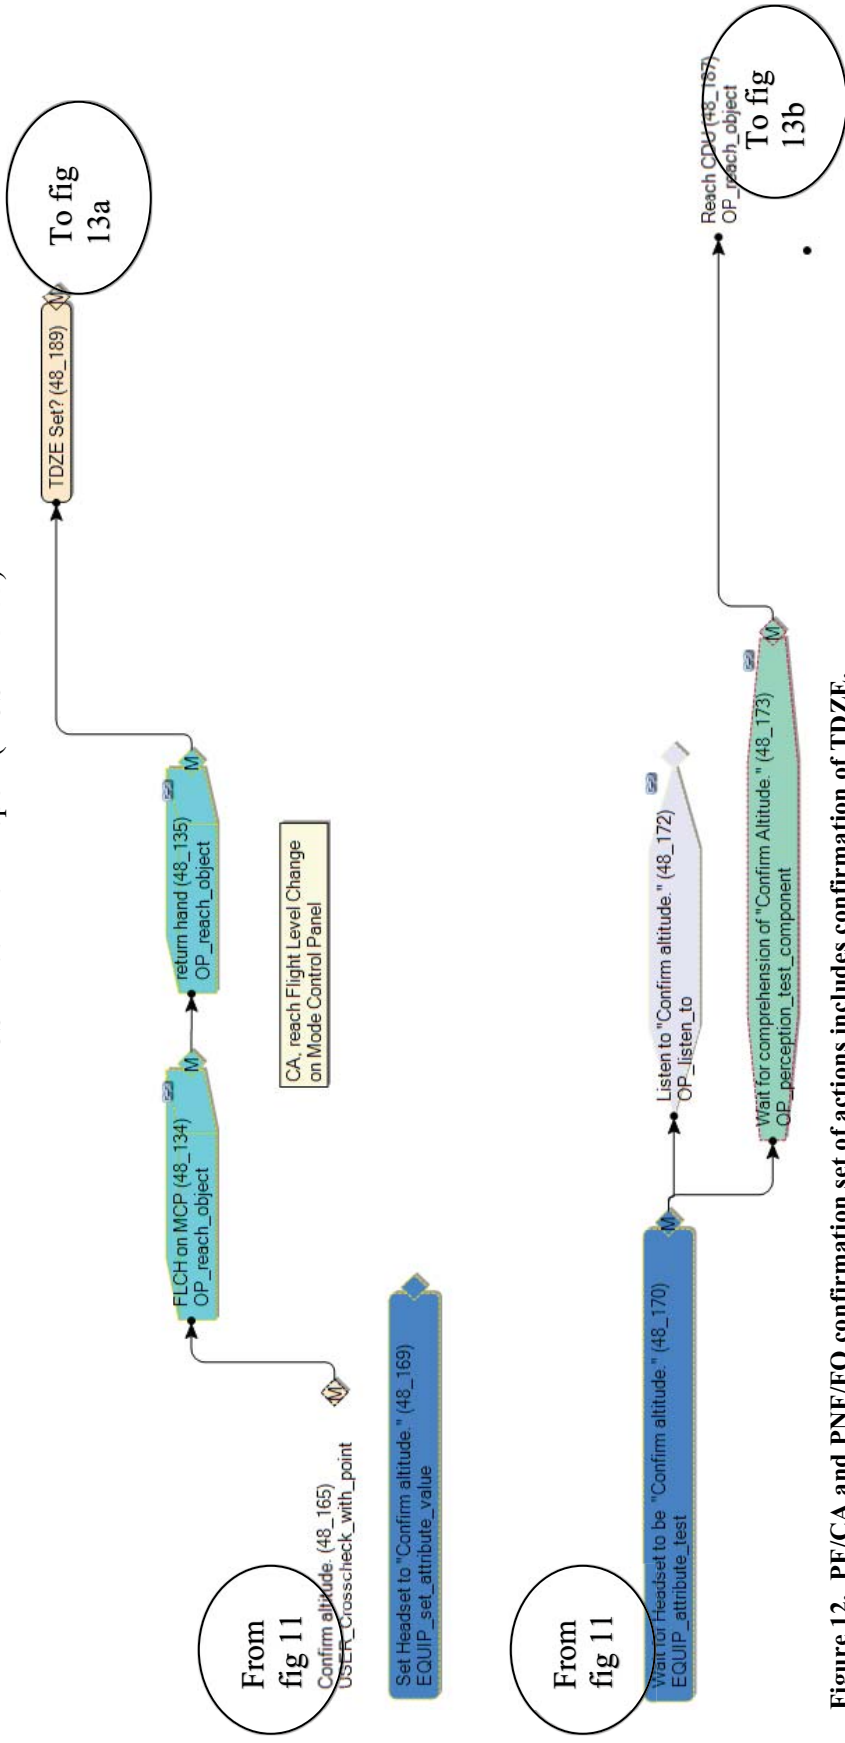 To fig
13a
TDZE Set? (48_189)
M
return hand (48_135)
OP_reach_object
M
FLCH on MCP (48_134)
OP_reach_object
M
CA, reach Flight Level Change
on Mode Control Panel
From
fig 11
Confirm altitude. (48_165)
USER_Crosscheck_with_point
M
Set Headset to "Confirm altitude." (48_169)
EQUIP_set_attribute_value
From
fig 11
Wait for Headset to be "Confirm altitude." (48_170)
EQUIP_attribute_test
M
Listen to "Confirm altitude." (48_172)
OP_listen_to
Wait for comprehension of "Confirm Altitude." (48_173)
OP_perception_test_component
M
Reach CDU (48_187)
OP_reach_object
To fig
13b
Figure 12. PF/CA and PNF/FO confirmation set of actions includes confirmation of TDZE.